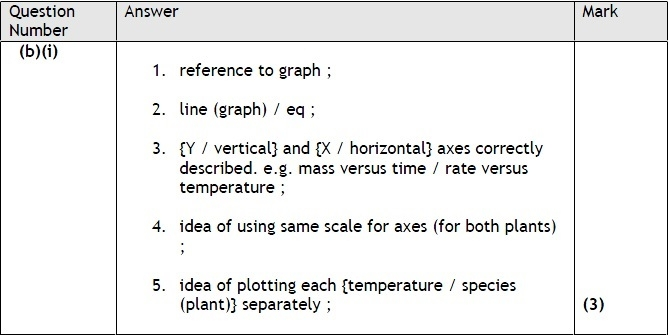 Question Number Answer Mark
(b)(i)
1. reference to graph ;
2. line (graph) / eq ;
3. {Y / vertical} and {X / horizontal} axes correctly
described. e.g. mass versus time / rate versus
temperature ;
4. idea of using same scale for axes (for both plants)
;
5. idea of plotting each {temperature / species
(plant)} separately ; (3)